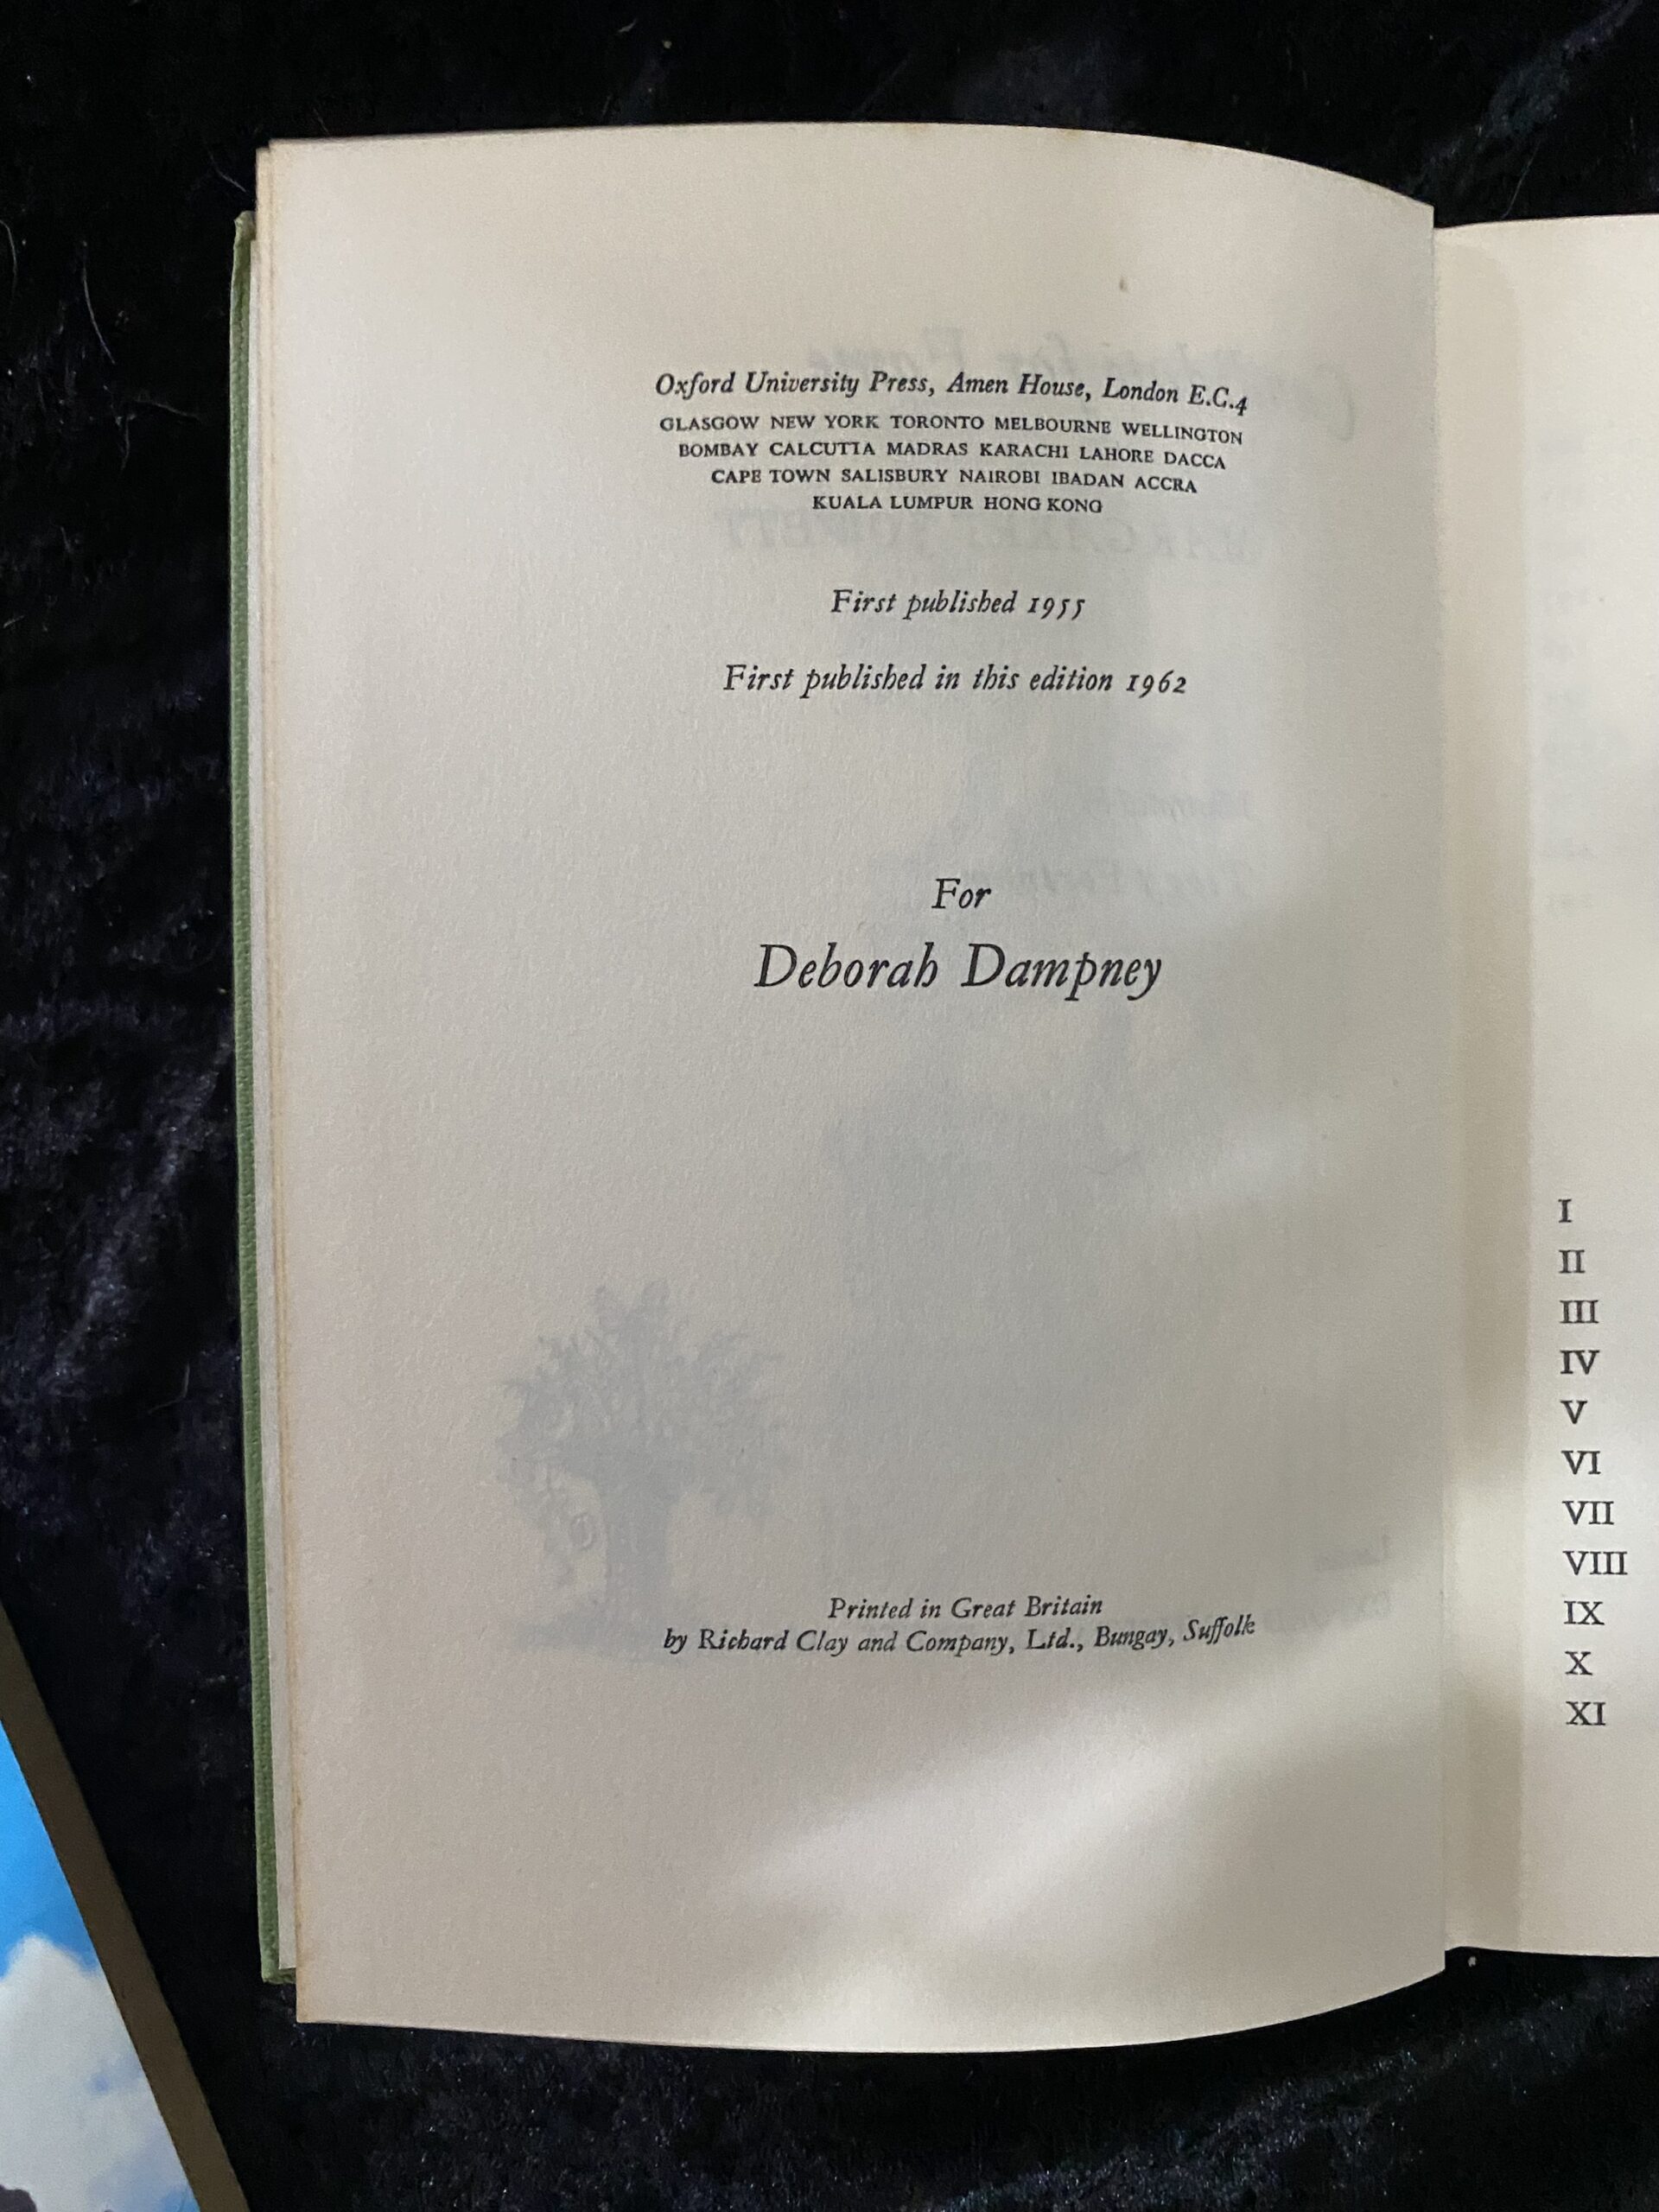 Oxford University Press, Amen House, London E.C.4
GLASGOW NEW YORK TORONTO MELBOURNE WELLINGTON
BOMBAY CALCUTTA MADRAS KARACHI LAHORE DACCA
CAPE TOWN SALISBURY NAIROBI IBADAN ACCRA
KUALA LUMPUR HONG KONG
First published 1955
First published in this edition 1962
For
Deborah Dampney
Printed in Great Britain
by Richard Clay and Company, Ltd., Bungay, Suffolk
I
II
III
IV
V
VI
VII
VIII
IX
X
XI